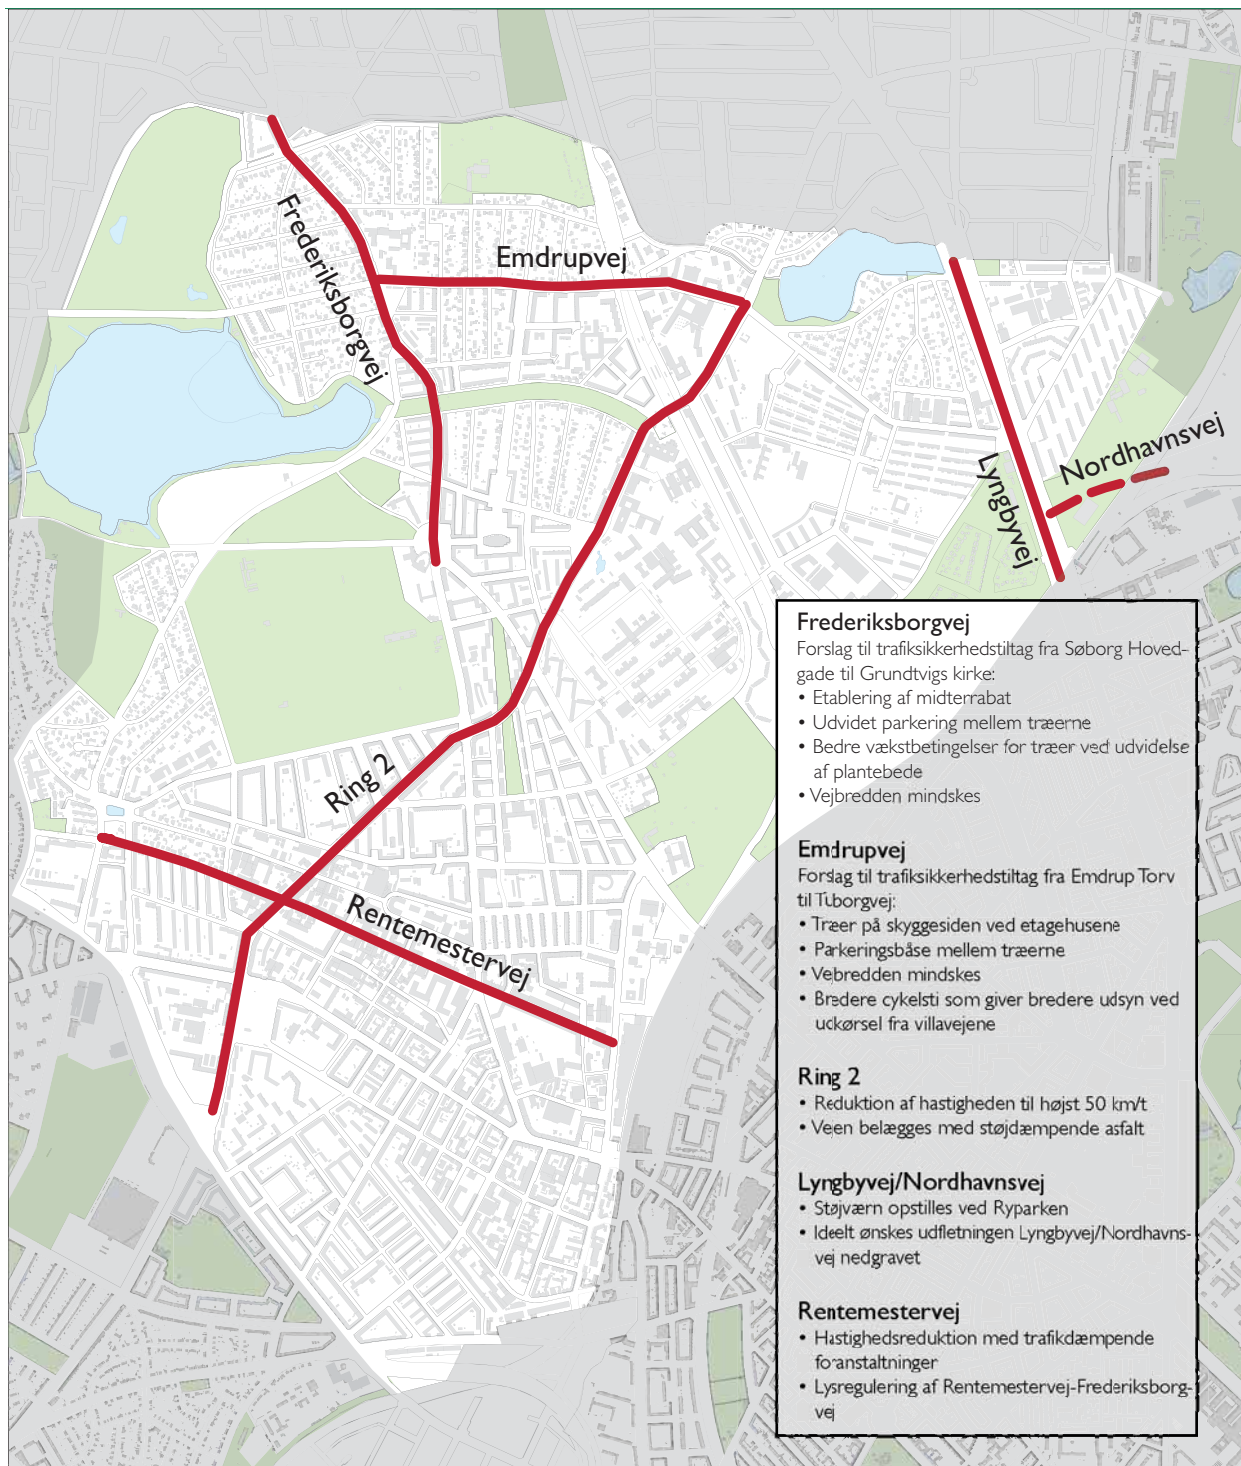 Frederiksborgvej
Emdrupvej
Lyngbyvej
Nordhavnsvej
Ring 2
Rentemestervej
Frederiksborgvej
Forslag til trafiksikkerhedstiltag fra Søborg Hoved-
gade til Grundtvigs kirke:
• Etablering af midterrabat
• Udvidet parkering mellem træerne
• Bedre vækstbetingelser for træer ved udvidelse
af plantebede
• Vejbredden mindskes
Emdrupvej
Forslag til trafiksikkerhedstiltag fra Emdrup Torv
til Tuborgvej:
• Træer på skyggesiden ved etagehusene
• Parkeringsbåse mellem træerne
• Vejbredden mindskes
• Bredere cykelsti som giver bredere udsyn ved
udkørsel fra villavejene
Ring 2
• Reduktion af hastigheden til højst 50 km/t
• Vejen belægges med støjdæmpende asfalt
Lyngbyvej/Nordhavnsvej
• Støjværn opstilles ved Ryparken
• Ideelt ønskes udfletningen Lyngbyvej/Nordhavns-
vej nedgravet
Rentemestervej
• Hastighedsreduktion med trafikdæmpende
foranstaltninger
• Lysregulering af Rentemestervej-Frederiksborg-
vej